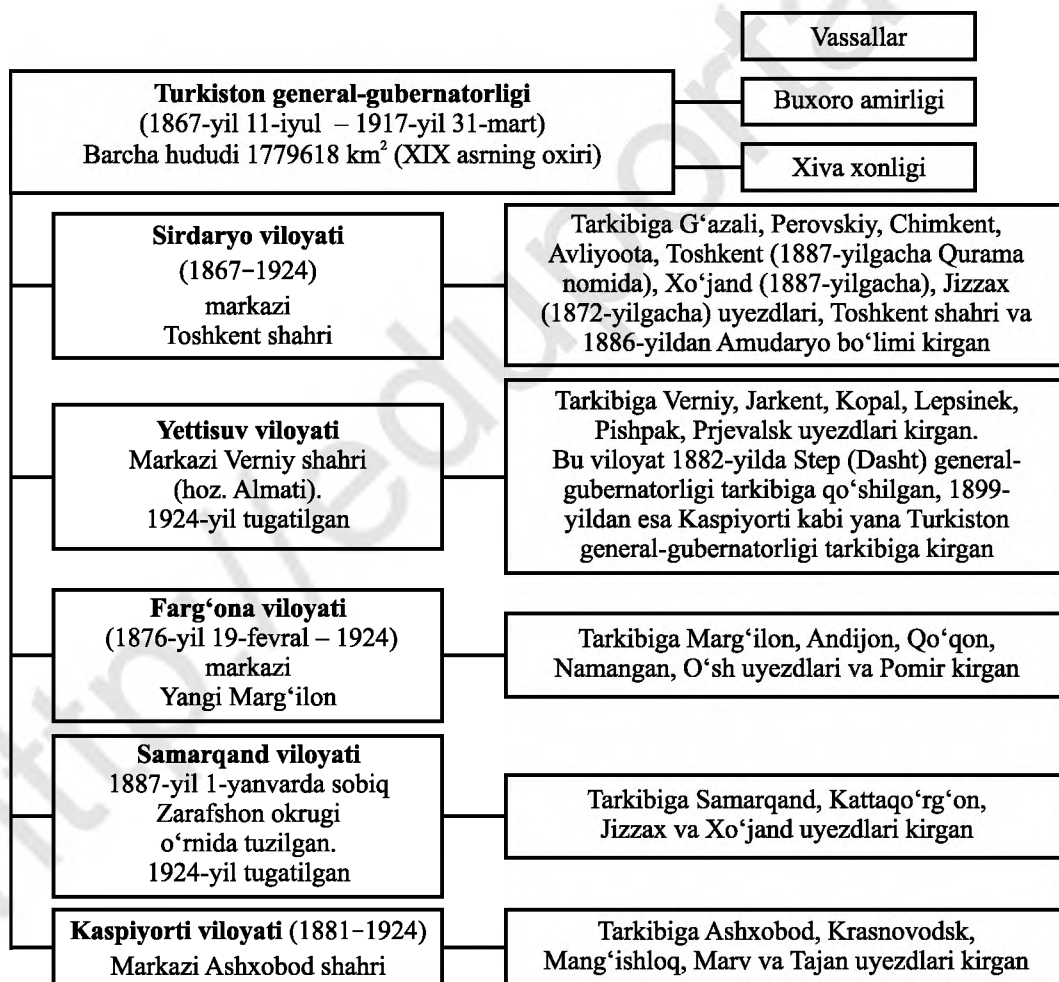 Vassallar
Turkiston general-gubernatorligi
(1867-yil 11-iyul – 1917-yil 31-mart)
Barcha hududi 1779618 km² (XIX asrning oxiri)
Buxoro amirligi
Xiva xonligi
Sirdaryo viloyati
(1867–1924)
markazi
Toshkent shahri
Tarkibiga G‘azali, Perovskiy, Chimkent,
Avliyoota, Toshkent (1887-yilgacha Qurama
nomida), Xo‘jand (1887-yilgacha), Jizzax
(1872-yilgacha) uyezdlari, Toshkent shahri va
1886-yildan Amudaryo bo‘limi kirgan
Yettisuv viloyati
Markazi Verniy shahri
(hoz. Almati).
1924-yil tugatilgan
Tarkibiga Verniy, Jarkent, Kopal, Lepsinek,
Pishpak, Prjevalsk uyezdlari kirgan.
Bu viloyat 1882-yilda Step (Dasht) general-
gubernatorligi tarkibiga qo‘shilgan, 1899-
yildan esa Kaspiyorti kabi yana Turkiston
general-gubernatorligi tarkibiga kirgan
Farg‘ona viloyati
(1876-yil 19-fevral – 1924)
markazi
Yangi Marg‘ilon
Tarkibiga Marg‘ilon, Andijon, Qo‘qon,
Namangan, O‘sh uyezdlari va Pomir kirgan
Samarqand viloyati
1887-yil 1-yanvarda sobiq
Zarafshon okrugi
o‘rnida tuzilgan.
1924-yil tugatilgan
Tarkibiga Samarqand, Kattaqo‘rg‘on,
Jizzax va Xo‘jand uyezdlari kirgan
Kaspiyorti viloyati (1881–1924)
Markazi Ashxobod shahri
Tarkibiga Ashxobod, Krasnovodsk,
Mang‘ishloq, Marv va Tajan uyezdlari kirgan
http://eduporta